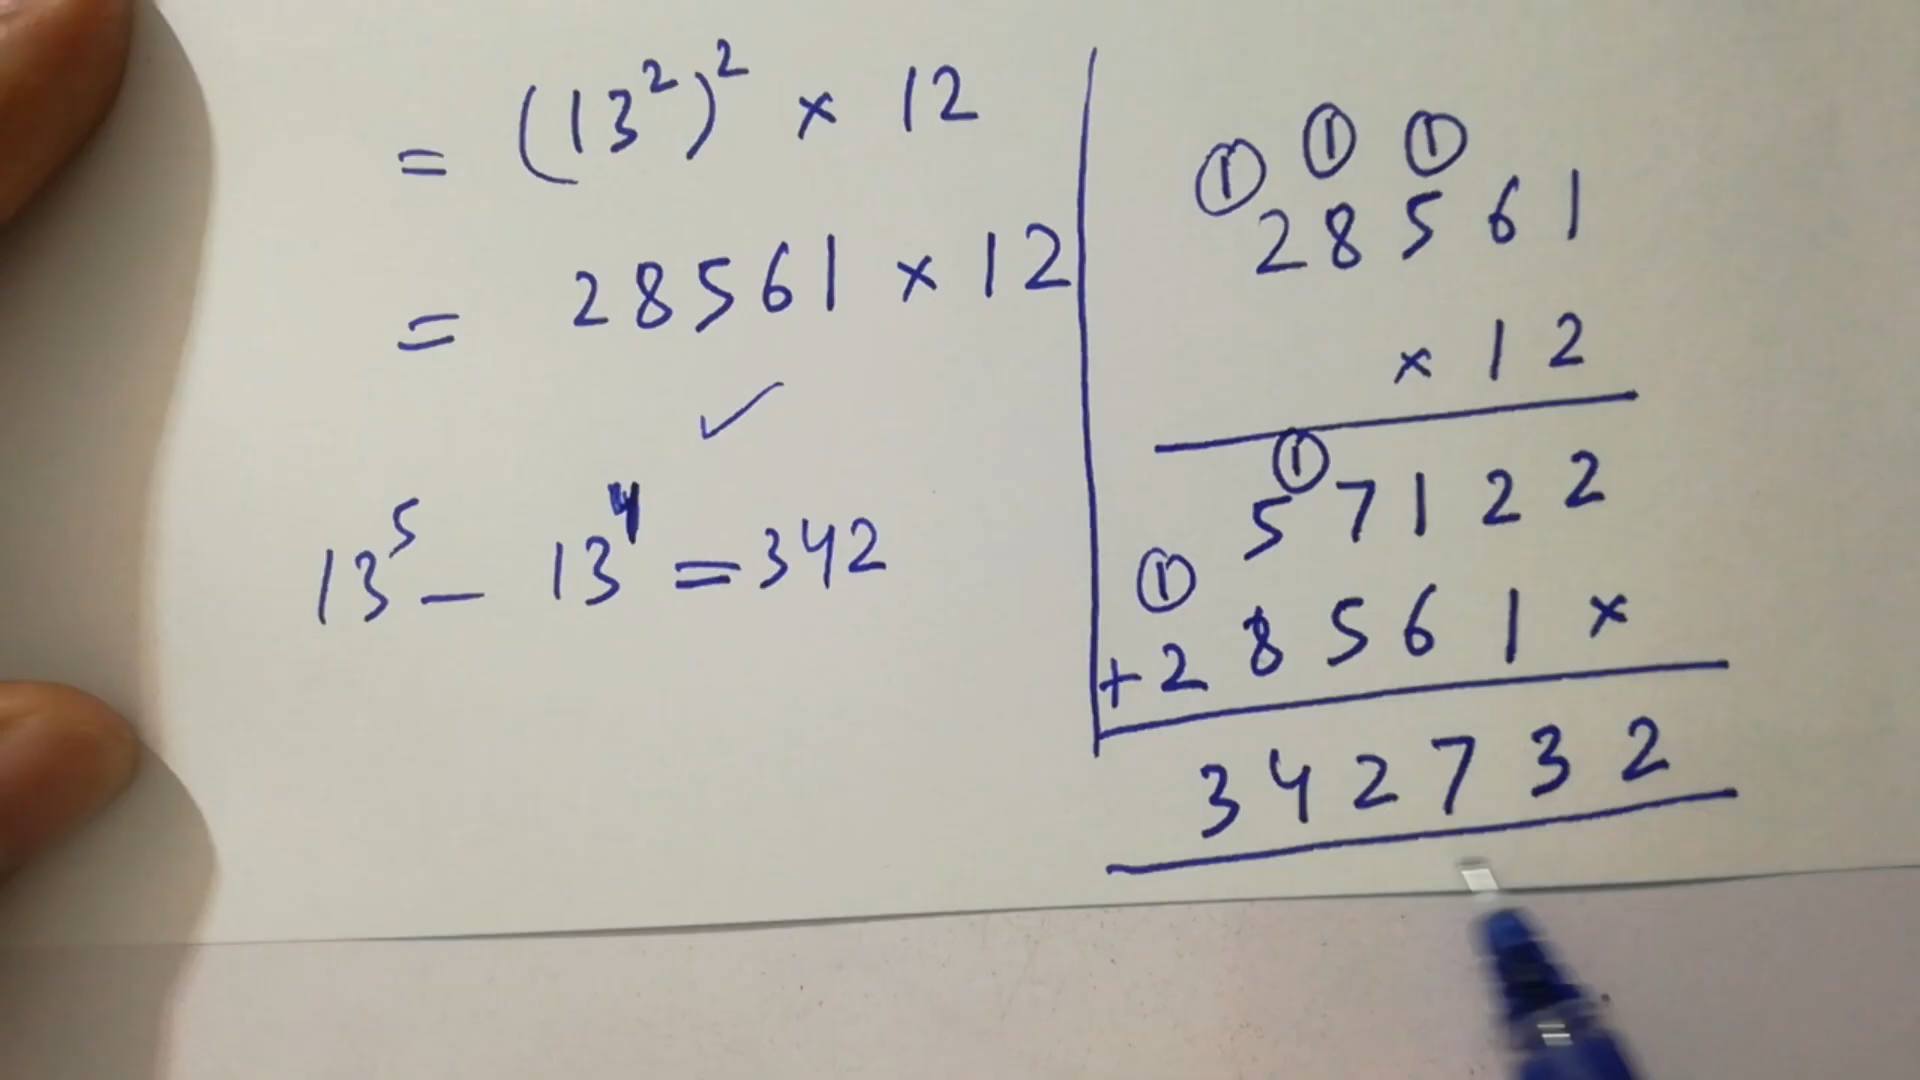 = (13²)² × 12
= 28561 × 12
✓
13⁵ – 13⁴ = 342
① ① ①
28561
× 12
①
57122
①
+ 28561 ×
342732